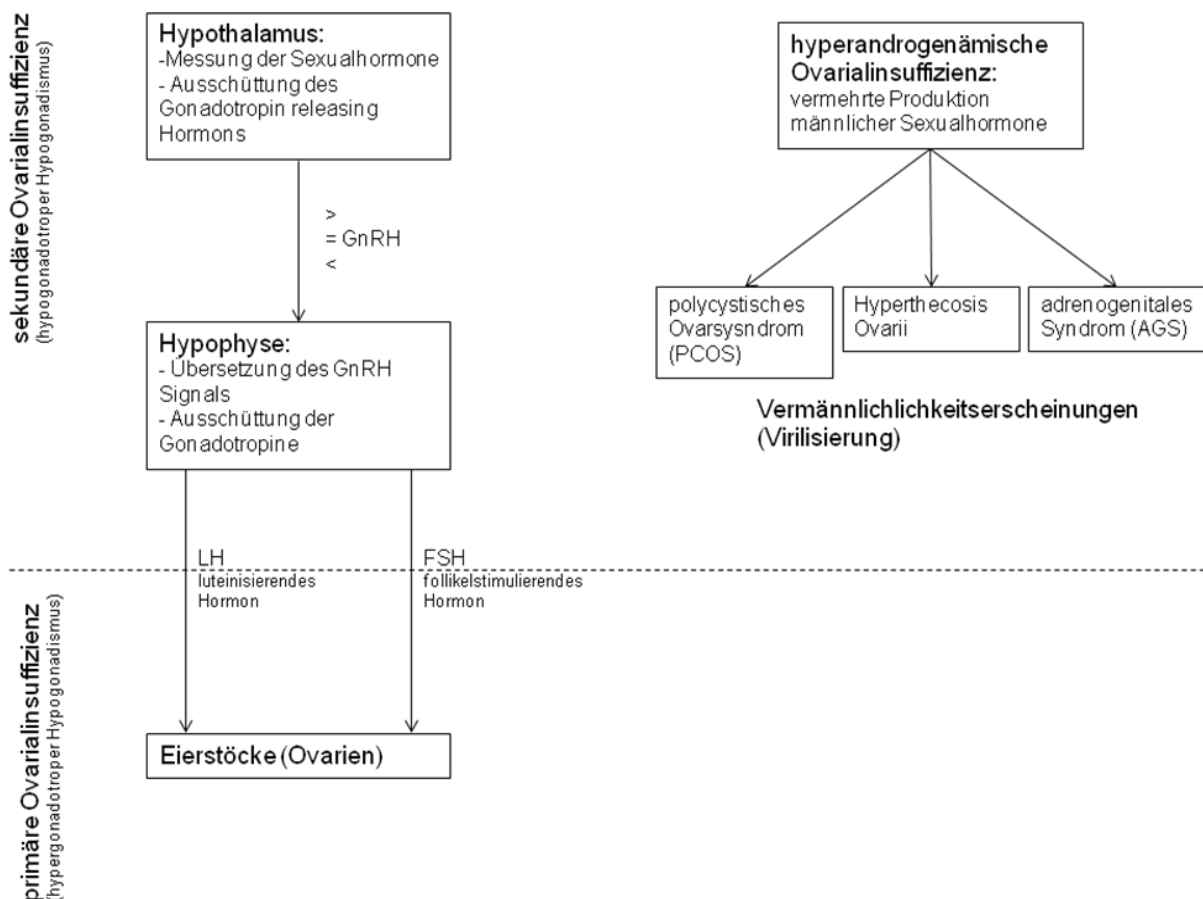 sekundäre Ovarialinsuffizienz
(hypogonadotroper Hypogonadismus)
Hypothalamus:
-Messung der Sexualhormone
- Ausschüttung des
Gonadotropin releasing
Hormons
>
= GnRH
<
Hypophyse:
- Übersetzung des GnRH
Signals
- Ausschüttung der
Gonadotropine
LH
luteinisierendes
Hormon
FSH
follikelstimulierendes
Hormon
primäre Ovarialinsuffizienz
(hypergonadotroper Hypogonadismus)
Eierstöcke (Ovarien)
hyperandrogenämische
Ovarialinsuffizienz:
vermehrte Produktion
männlicher Sexualhormone
polycystisches
Ovarsysndrom
(PCOS)
Hyperthecosis
Ovarii
adrenogenitales
Syndrom (AGS)
Vermännlichlichkeitserscheinungen
(Virilisierung)